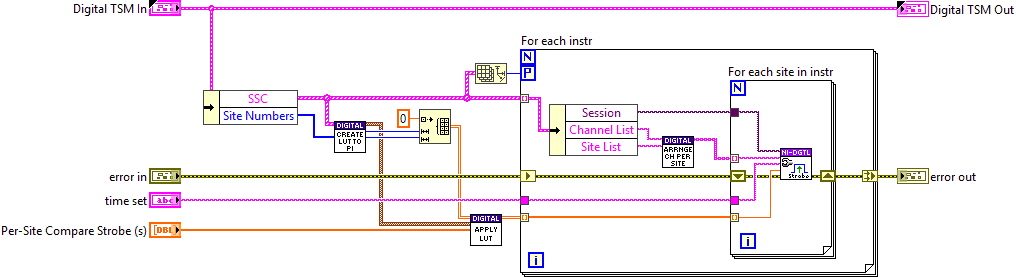 Digital TSM In
Digital TSM Out
For each instr
N
P
For each site in instr
N
SSC
Site Numbers
0
DIGITAL
CREATE
LUT TO
PI
Session
Channel List
Site List
DIGITAL
ARRNGE
CH PER
SITE
NI-DGTL
Strobe
error in
error out
time set
abc
Per-Site Compare Strobe (s)
DBL
DIGITAL
APPLY
LUT
i
i